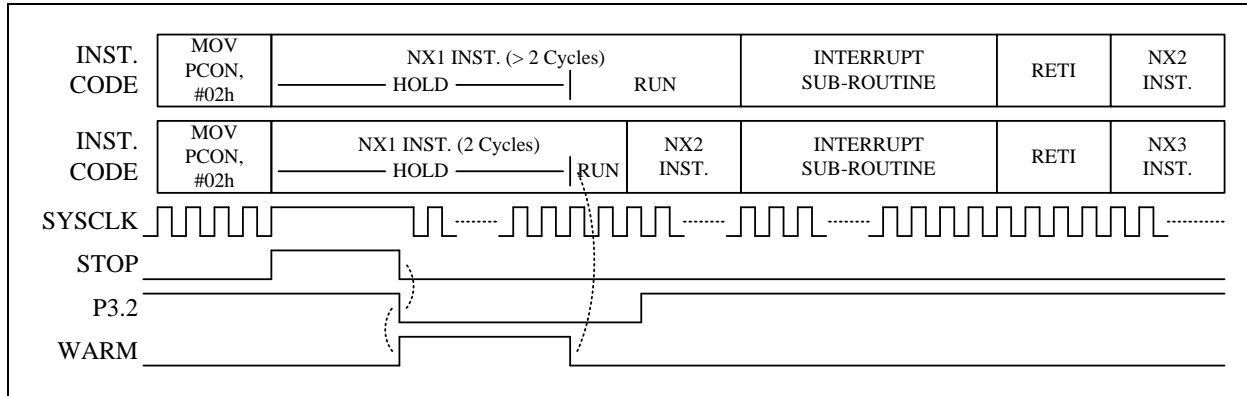 INST. CODE
MOV PCON, #02h
NX1 INST. (> 2 Cycles)
HOLD
RUN
INTERRUPT SUB-ROUTINE
RETI
NX2 INST.
INST. CODE
MOV PCON, #02h
NX1 INST. (2 Cycles)
HOLD
RUN
NX2 INST.
INTERRUPT SUB-ROUTINE
RETI
NX3 INST.
SYSCLK
STOP
P3.2
WARM